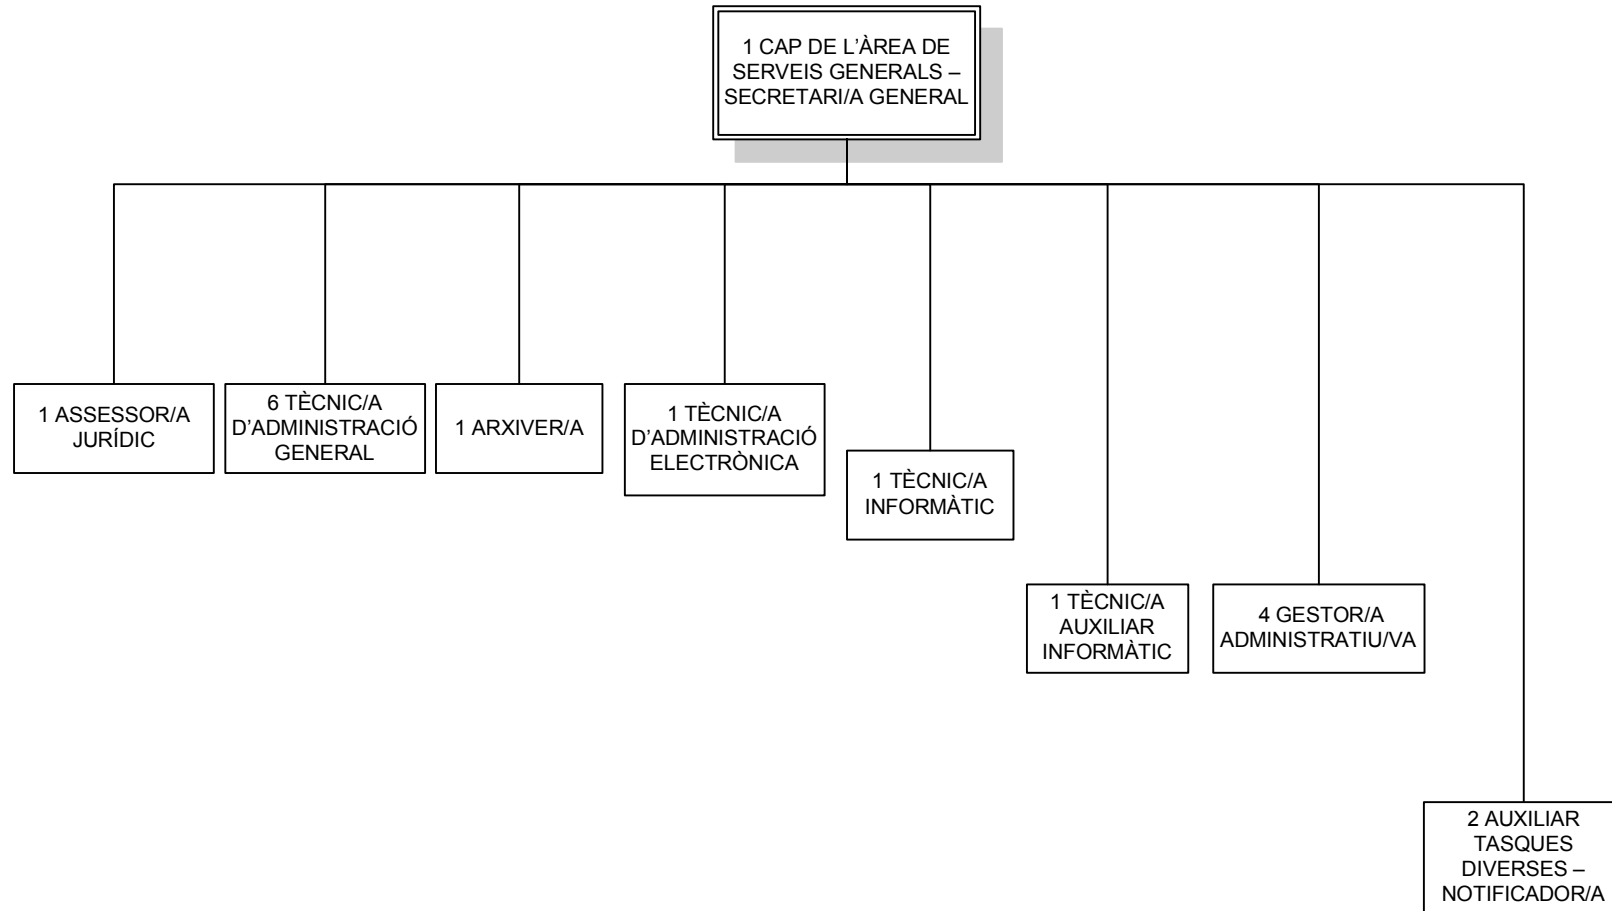 1 CAP DE L'ÀREA DE
SERVEIS GENERALS –
SECRETARI/A GENERAL
1 ASSESSOR/A
JURÍDIC
6 TÈCNIC/A
D'ADMINISTRACIÓ
GENERAL
1 ARXIVER/A
1 TÈCNIC/A
D'ADMINISTRACIÓ
ELECTRÒNICA
1 TÈCNIC/A
INFORMÀTIC
1 TÈCNIC/A
AUXILIAR
INFORMÀTIC
4 GESTOR/A
ADMINISTRATIU/VA
2 AUXILIAR
TASQUES
DIVERSES –
NOTIFICADOR/A